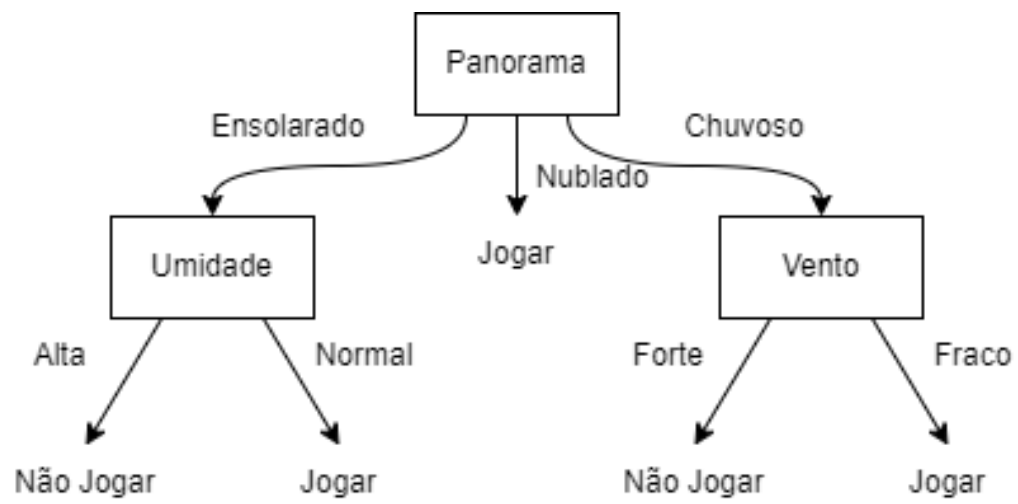 Panorama
Ensolarado
Chuvoso
Nublado
Umidade
Jogar
Vento
Alta
Normal
Forte
Fraco
Não Jogar
Jogar
Não Jogar
Jogar